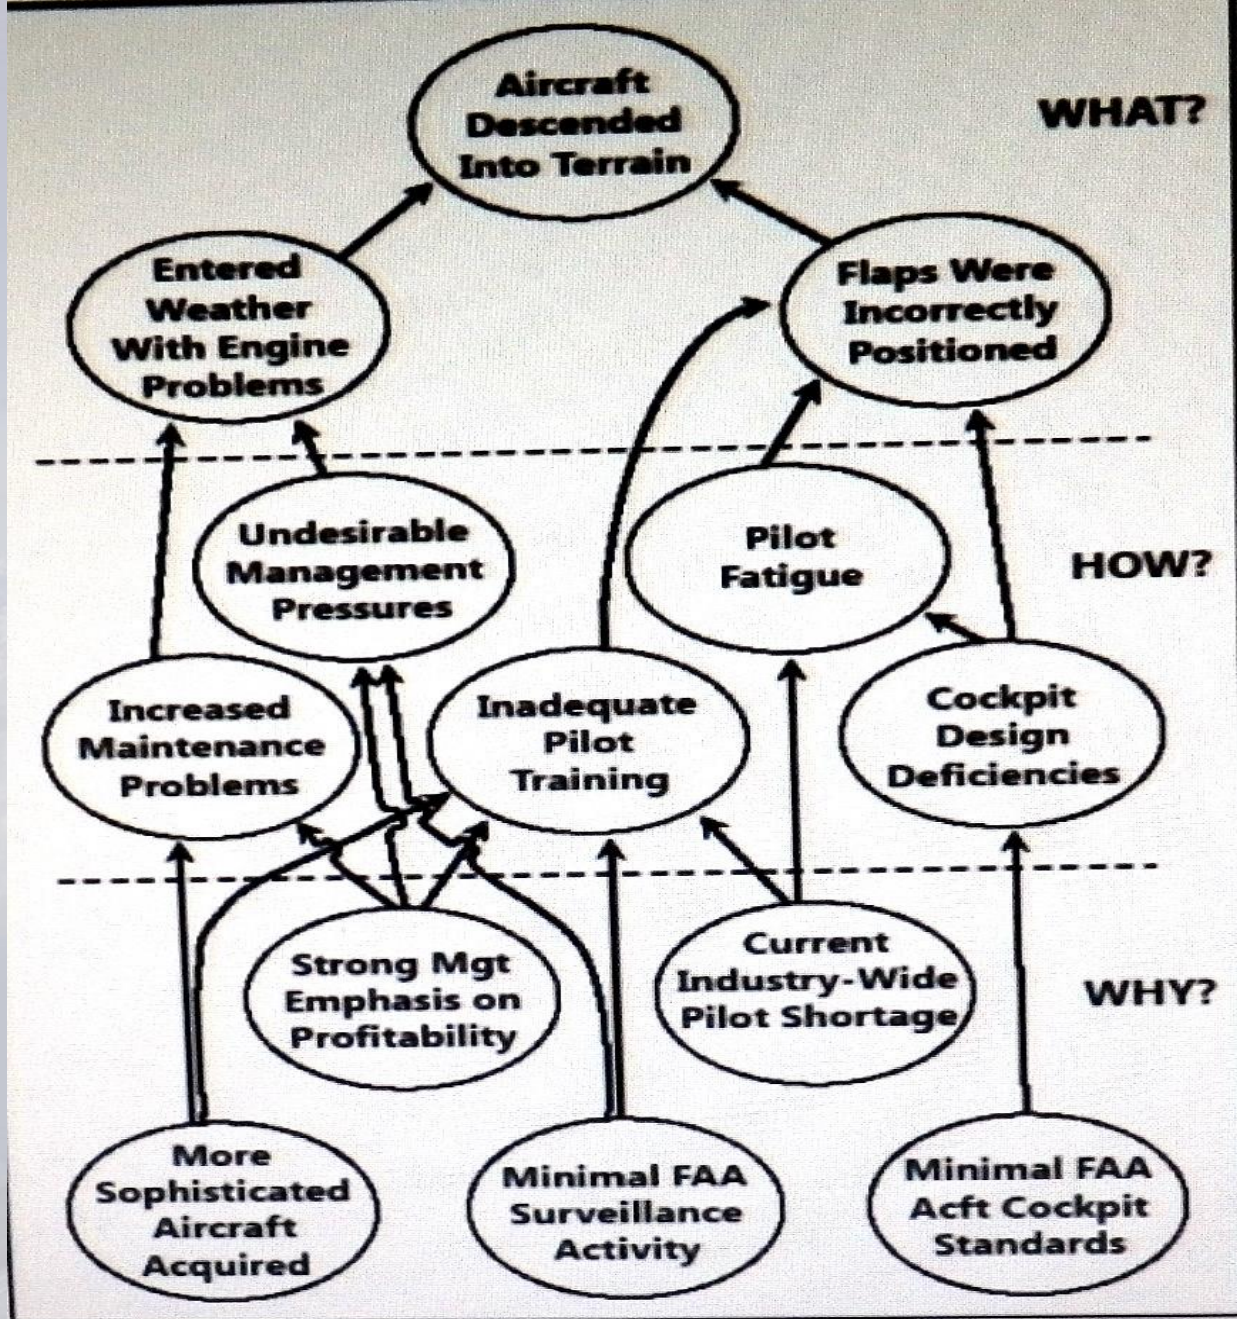 Aircraft
Descended
Into Terrain
WHAT?
Entered
Weather
With Engine
Problems
Flaps Were
Incorrectly
Positioned
Undesirable
Management
Pressures
Pilot
Fatigue
HOW?
Increased
Maintenance
Problems
Inadequate
Pilot
Training
Cockpit
Design
Deficiencies
Strong Mgt
Emphasis on
Profitability
Current
Industry-Wide
Pilot Shortage
WHY?
More
Sophisticated
Aircraft
Acquired
Minimal FAA
Surveillance
Activity
Minimal FAA
Acft Cockpit
Standards